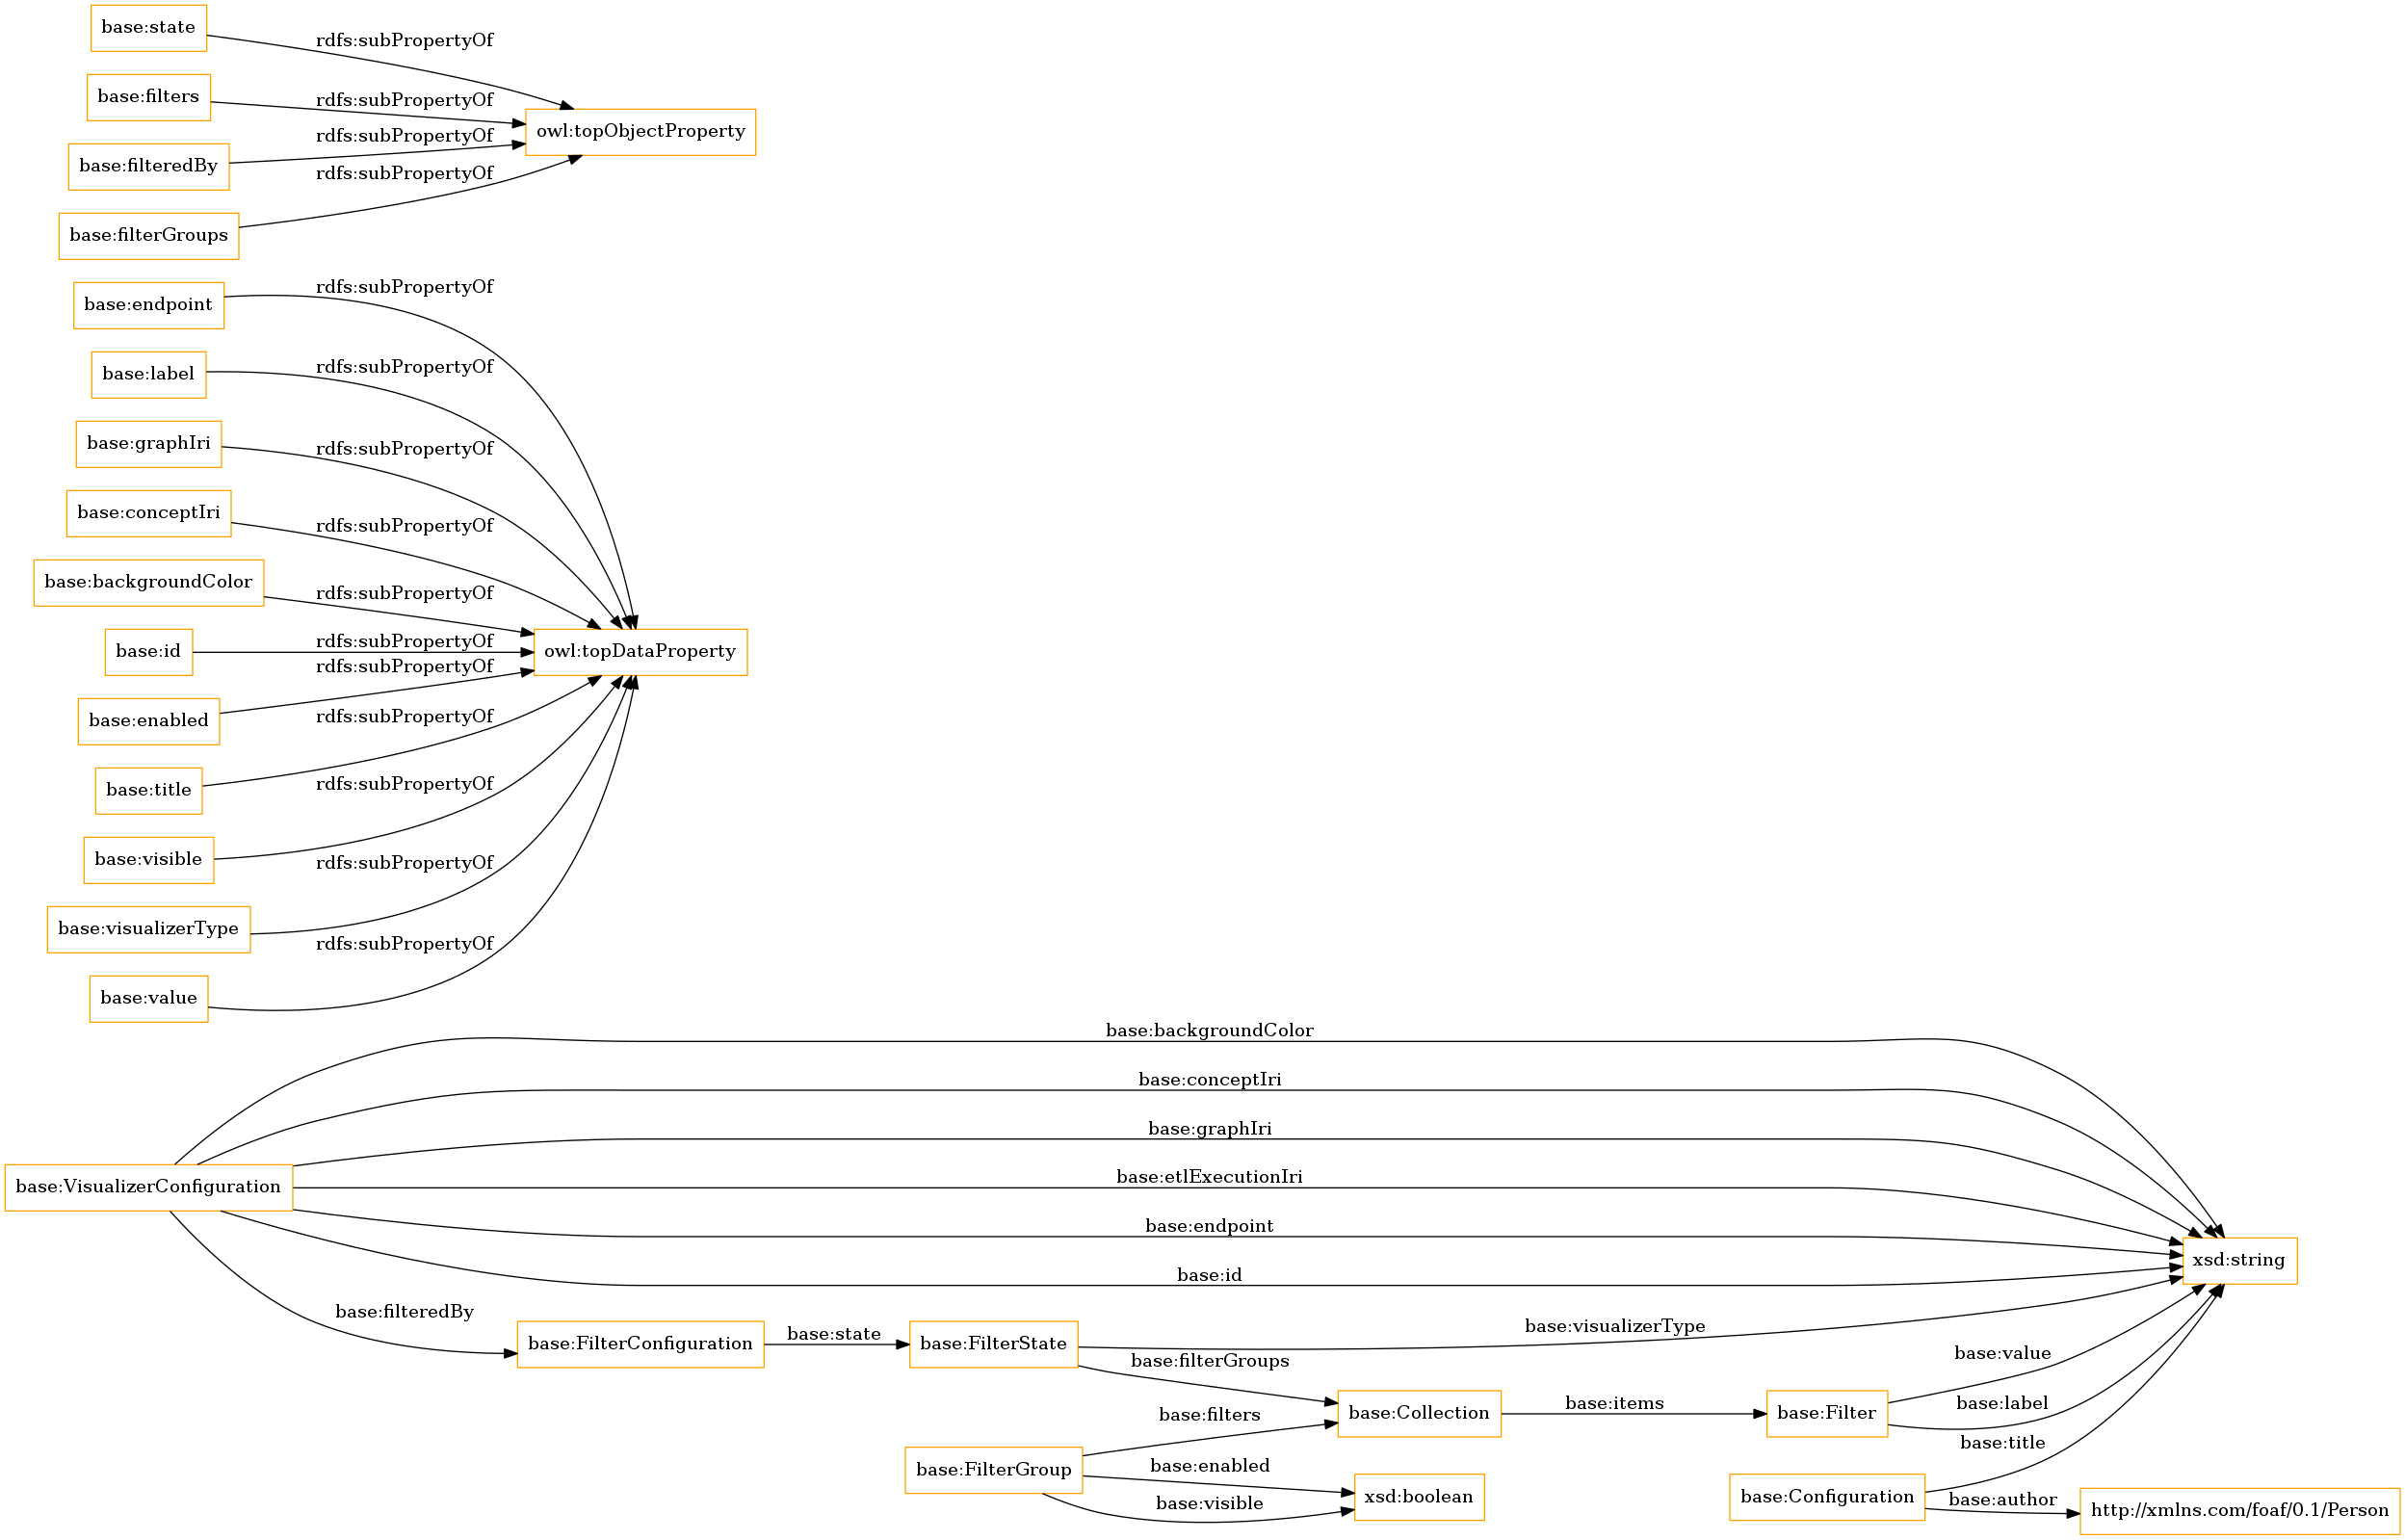 base:state
rdfs:subPropertyOf
base:filters
rdfs:subPropertyOf
owl:topObjectProperty
rdfs:subPropertyOf
base:filteredBy
rdfs:subPropertyOf
base:filterGroups
rdfs:subPropertyOf
base:endpoint
rdfs:subPropertyOf
base:label
rdfs:subPropertyOf
base:graphIri
rdfs:subPropertyOf
base:conceptIri
rdfs:subPropertyOf
base:backgroundColor
rdfs:subPropertyOf
base:id
rdfs:subPropertyOf
owl:topDataProperty
rdfs:subPropertyOf
base:enabled
rdfs:subPropertyOf
base:title
rdfs:subPropertyOf
base:visible
rdfs:subPropertyOf
base:visualizerType
rdfs:subPropertyOf
base:value
base:backgroundColor
base:conceptIri
base:graphIri
base:etlExecutionIri
base:VisualizerConfiguration
base:endpoint
xsd:string
base:id
base:filteredBy
base:FilterConfiguration
base:state
base:FilterState
base:visualizerType
base:filterGroups
base:value
base:filters
base:Collection
base:items
base:Filter
base:label
base:title
base:FilterGroup
base:enabled
base:visible
xsd:boolean
base:Configuration
base:author
http://xmlns.com/foaf/0.1/Person